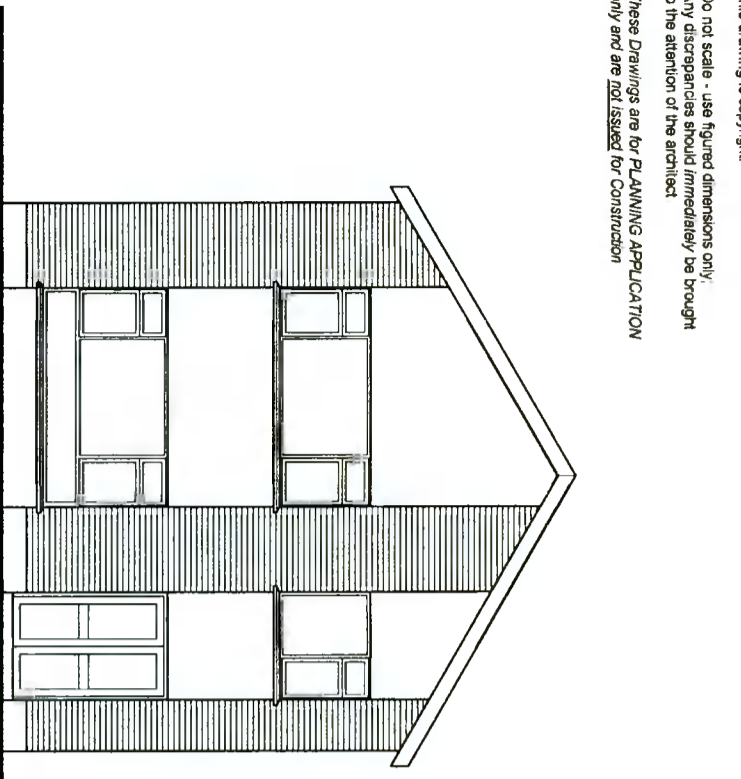 Do not scale - use figured dimensions only;
any discrepancies should immediately be brought
the attention of the architect
These Drawings are for PLANNING APPLICATION
only and are not issued for Construction